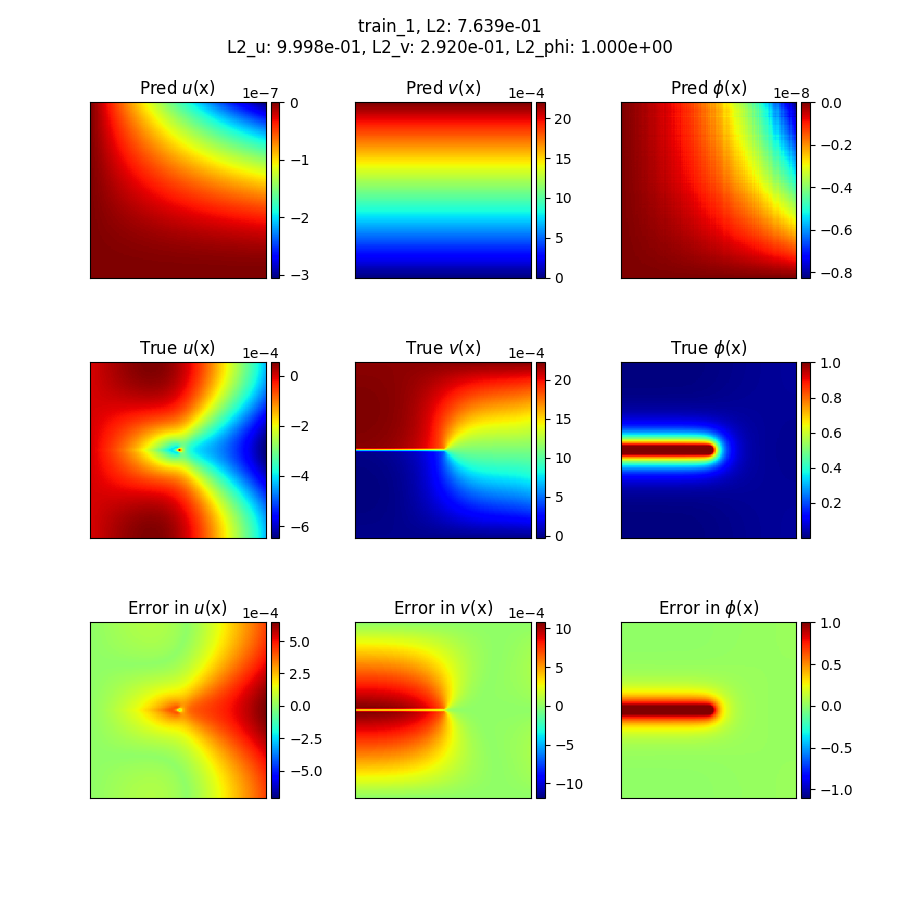 train_1, L2: 7.639e-01
L2_u: 9.998e-01, L2_v: 2.920e-01, L2_phi: 1.000e+00
Pred u(x)
1e−7
0
−1
−2
−3
Pred v(x)
1e−4
20
15
10
5
0
Pred ϕ(x)
1e−8
0.0
−0.2
−0.4
−0.6
−0.8
True u(x)
1e−4
0
−2
−4
−6
True v(x)
1e−4
20
15
10
5
0
True ϕ(x)
1.0
0.8
0.6
0.4
0.2
Error in u(x)
1e−4
5.0
2.5
0.0
−2.5
−5.0
Error in v(x)
1e−4
10
5
0
−5
−10
Error in ϕ(x)
1.0
0.5
0.0
−0.5
−1.0